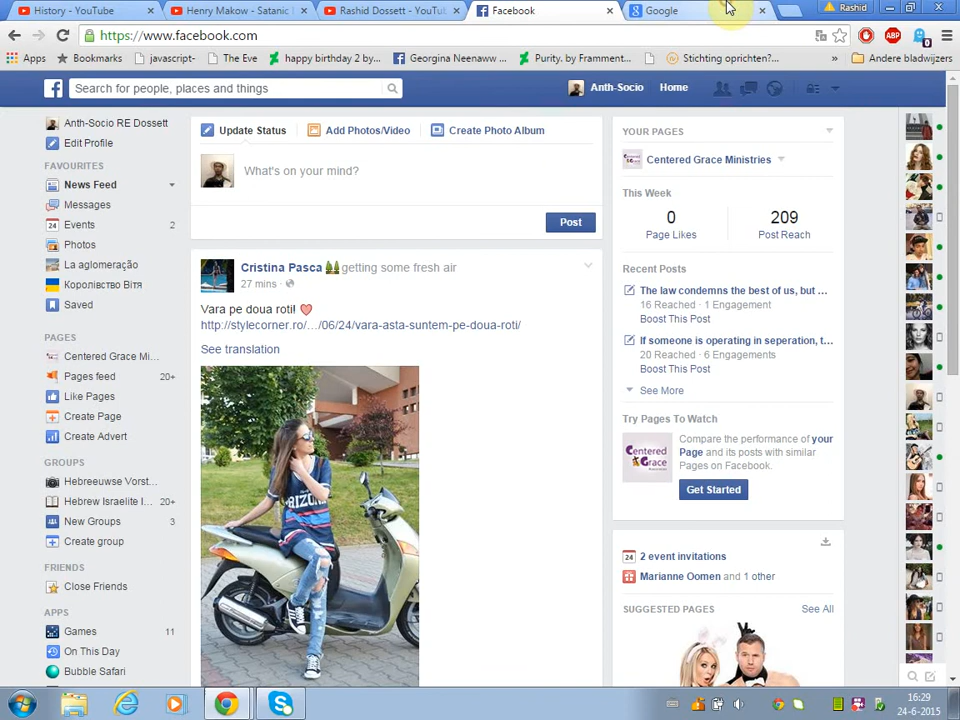 History - YouTube
Henry Makow - Satanic
Rashid Dossett - YouTu
Facebook
Google
Rashid
https://www.facebook.com
ABP
0
Apps
Bookmarks
javascript-
The Eve
happy birthday 2 by...
Georgina Neenaww ...
Purity. by Framment...
Stichting oprichten?...
»
Andere bladwijzers
Search for people, places and things
Anth-Socio
Home
Anth-Socio RE Dossett
Edit Profile
FAVOURITES
News Feed
Messages
Events 2
Photos
La aglomeração
Королівство Вітя
Saved
PAGES
Centered Grace Mi...
Pages feed 20+
Like Pages
Create Page
Create Advert
GROUPS
Hebreeuwse Vorst...
Hebrew Israelite I... 20+
New Groups 3
Create group
FRIENDS
Close Friends
APPS
Games 11
On This Day
Bubble Safari
Update Status
Add Photos/Video
Create Photo Album
What's on your mind?
Post
Cristina Pasca getting some fresh air
27 mins ·
Vara pe doua roti!
http://stylecorner.ro/…/06/24/vara-asta-suntem-pe-doua-roti/
See translation
ARIZONA
YOUR PAGES
Centered Grace Ministries
This Week
0 209
Page Likes Post Reach
Recent Posts
The law condemns the best of us, but ...
16 Reached · 1 Engagement
Boost This Post
If someone is operating in seperation, t...
20 Reached · 6 Engagements
Boost This Post
See More
Try Pages To Watch
Centered
Grace
Compare the performance of your
Page and its posts with similar
Pages on Facebook.
Get Started
24 2 event invitations
Marianne Oomen and 1 other
SUGGESTED PAGES See All
16:29
24-6-2015